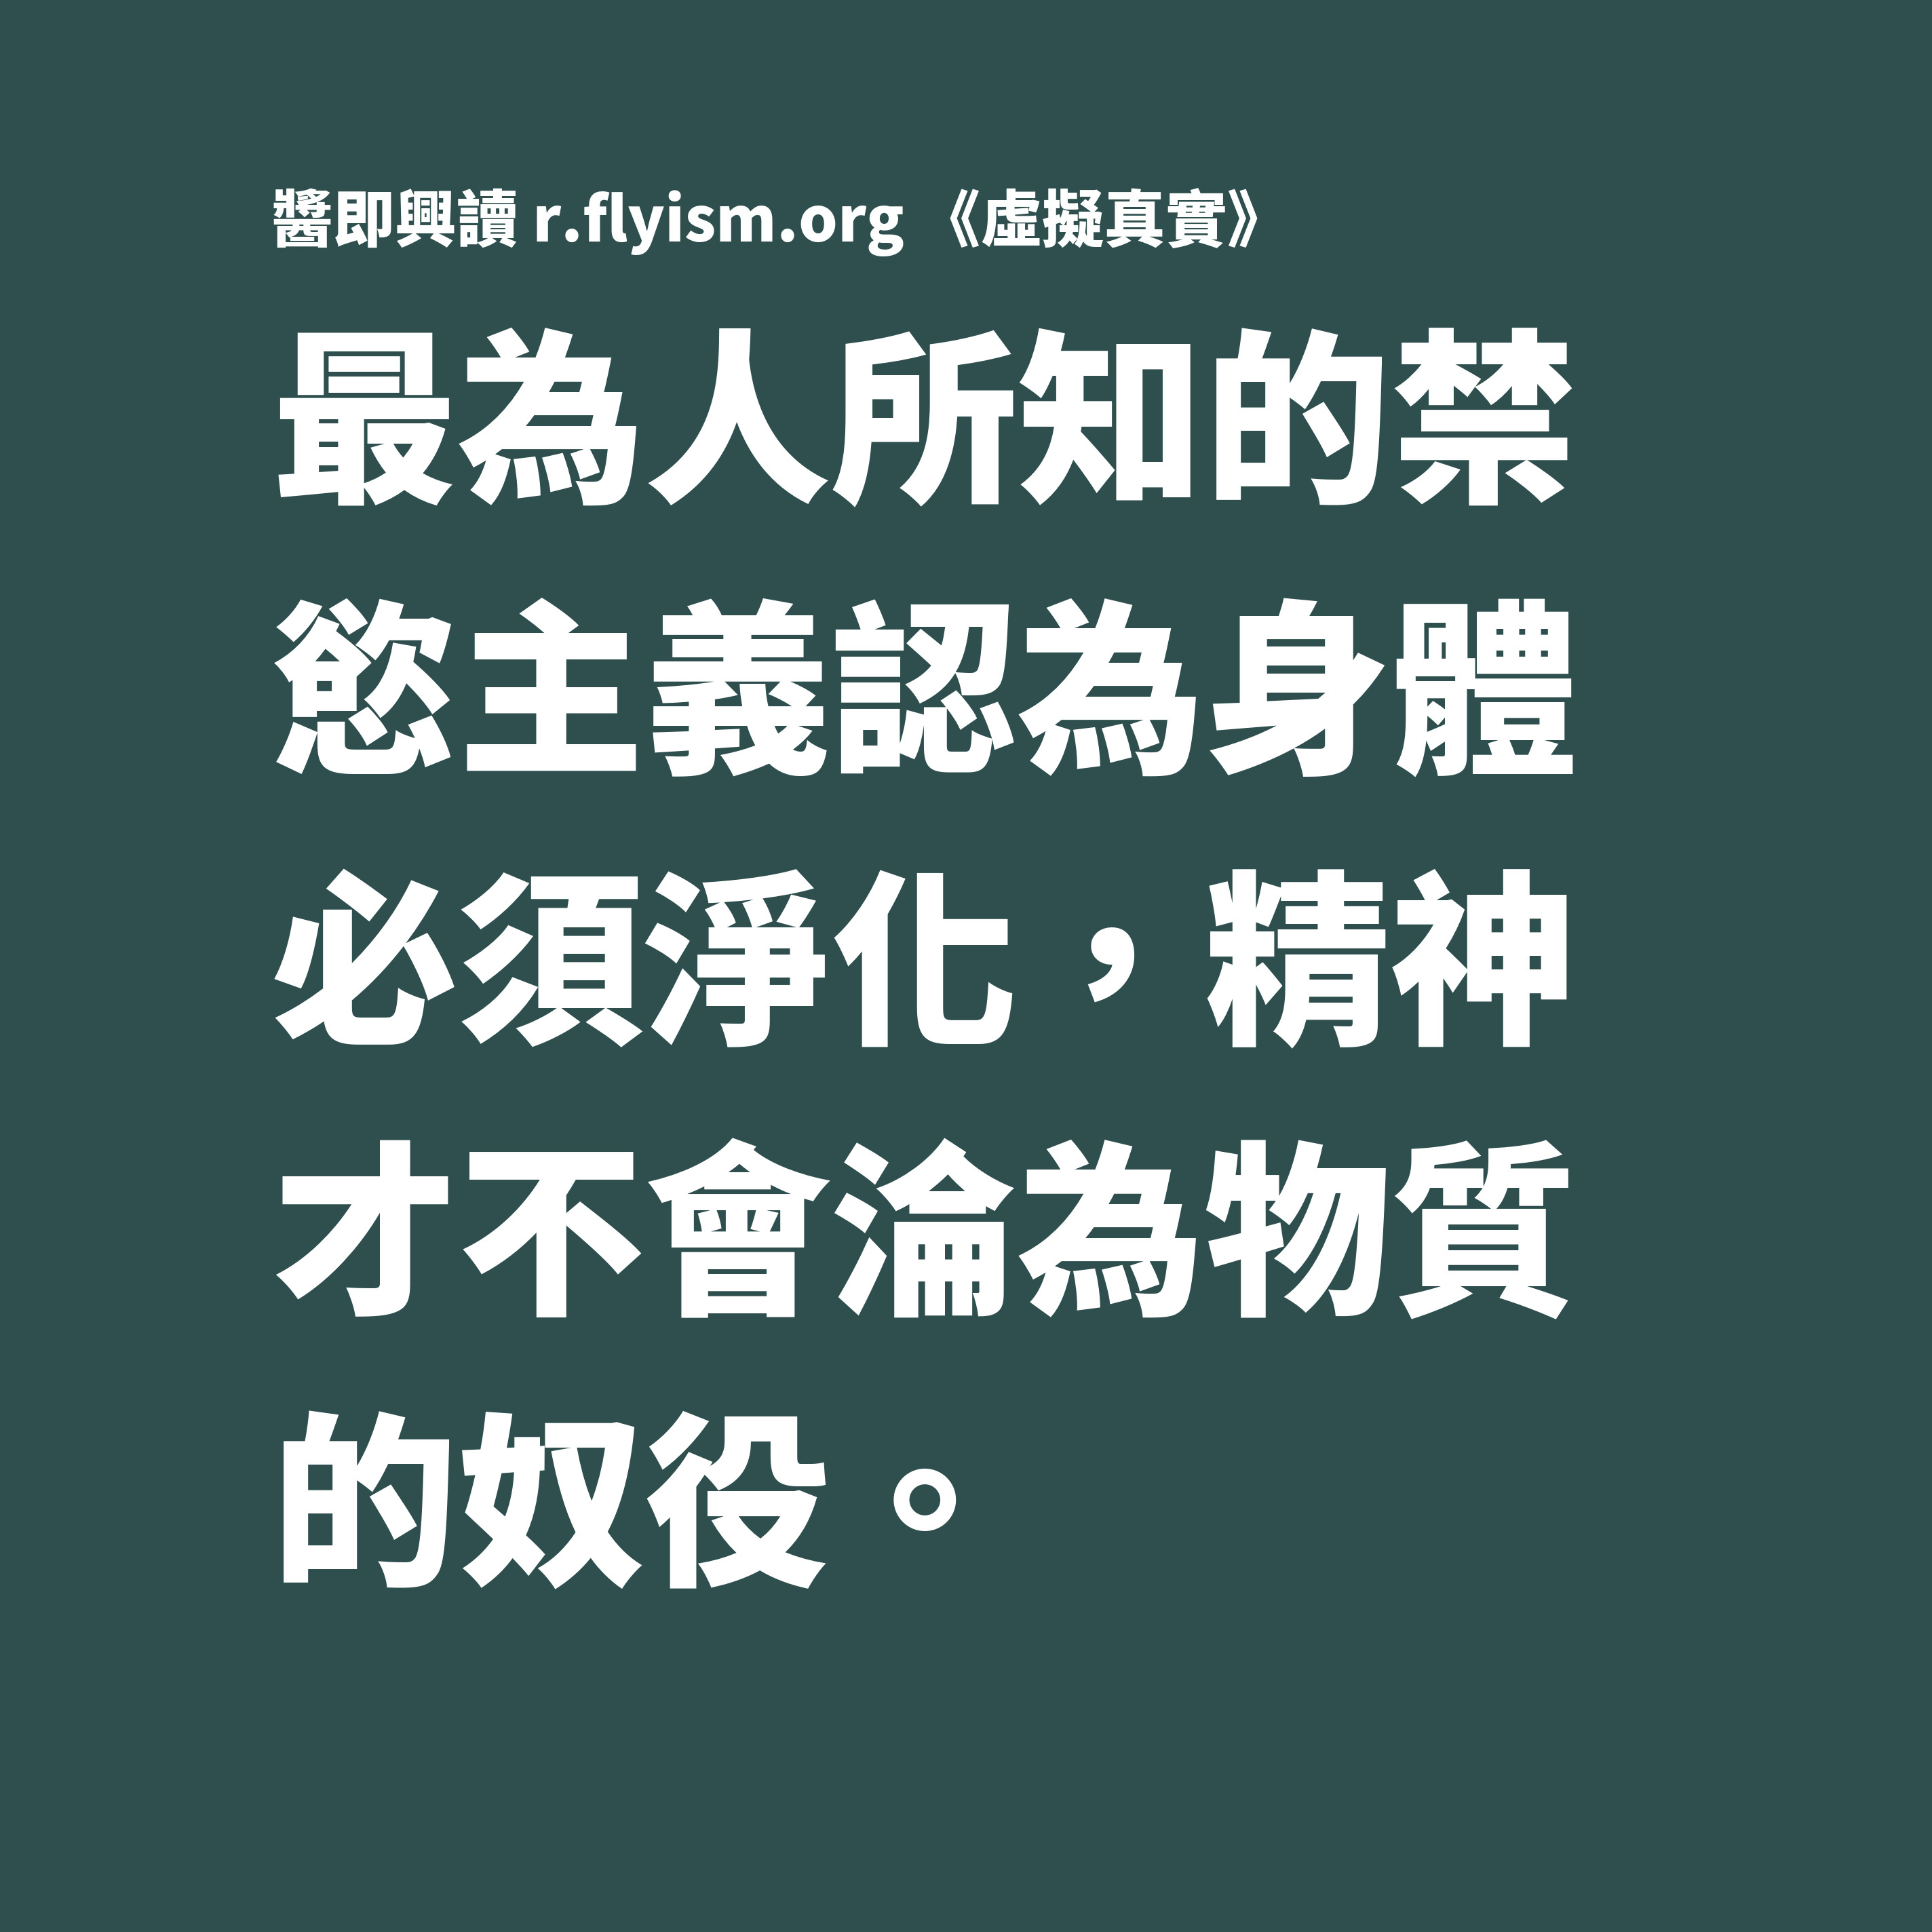 醬即興讀 r.flyism.org 《虛擬真實》
最為人所知的禁
慾主義認為身體
必須淨化，精神
才不會淪為物質
的奴役。